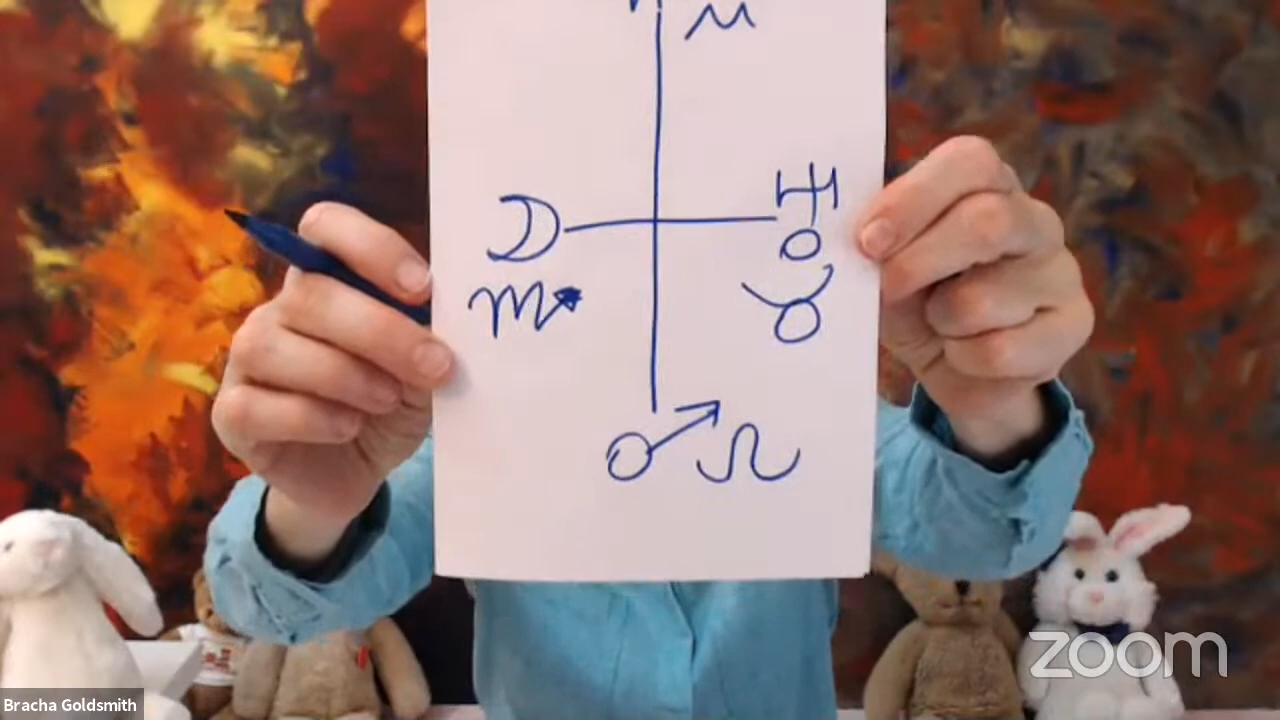 ☽ ♅
♏ ♉
♂ ♌
zoom
Bracha Goldsmith